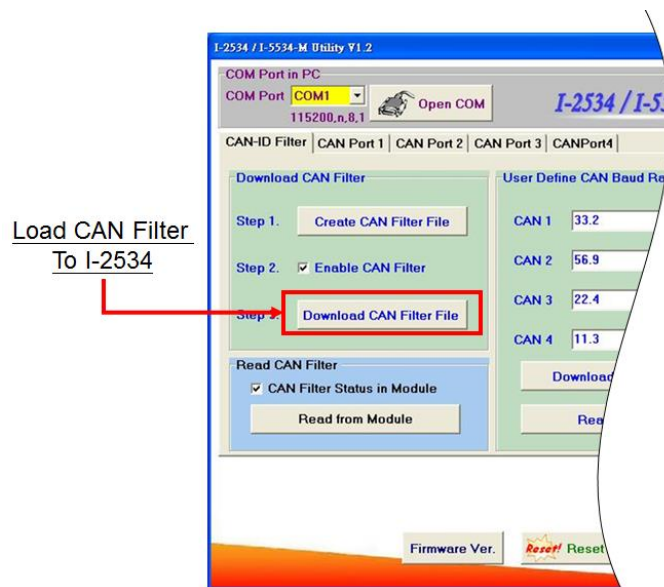 I-2534 / I-5534-M Utility V1.2
COM Port in PC
COM Port COM1
115,200,n,8,1
Open COM
I-2534 / I-5
CAN-ID Filter
CAN Port 1
CAN Port 2
CAN Port 3
CANPort4
Download CAN Filter
Step 1. Create CAN Filter File
Step 2. Enable CAN Filter
Download CAN Filter File
Load CAN Filter
To I-2534
Read CAN Filter
CAN Filter Status in Module
Read from Module
User Define CAN Baud Ra
CAN 1 33.2
CAN 2 56.9
CAN 3 22.4
CAN 4 11.3
Download
Rea
Firmware Ver.
Reset! Reset